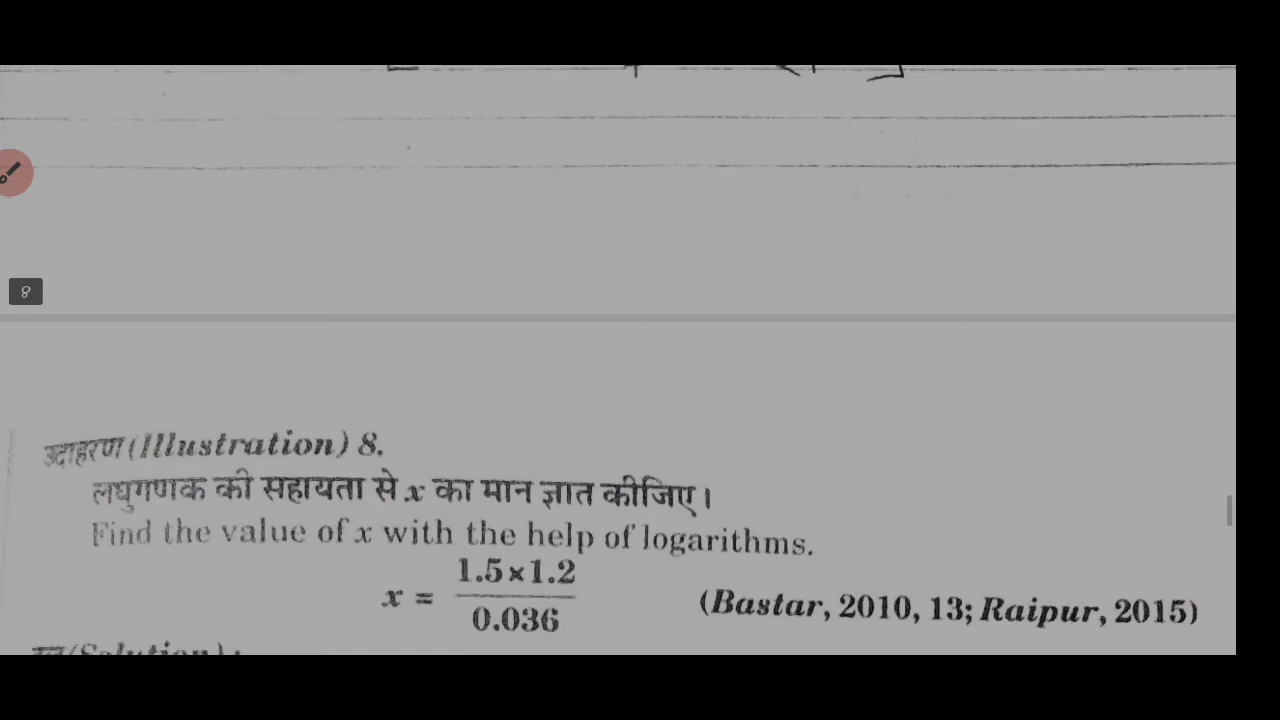 8
उदाहरण (Illustration) 8.
लघुगणक की सहायता से x का मान ज्ञात कीजिए।
Find the value of x with the help of logarithms.
x = 1.5×1.2 / 0.036 (Bastar, 2010, 13; Raipur, 2015)
(Solution) :